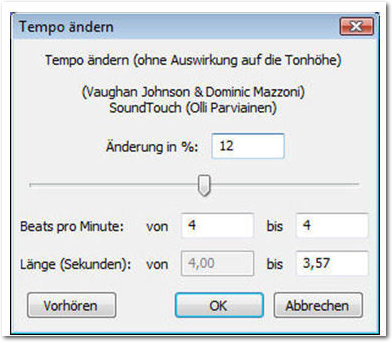 Tempo ändern
Tempo ändern (ohne Auswirkung auf die Tonhöhe)
(Vaughan Johnson & Dominic Mazzoni)
SoundTouch (Olli Parviainen)
Änderung in %: 12
Beats pro Minute: von 4 bis 4
Länge (Sekunden): von 4,00 bis 3,57
Vorhören OK Abbrechen